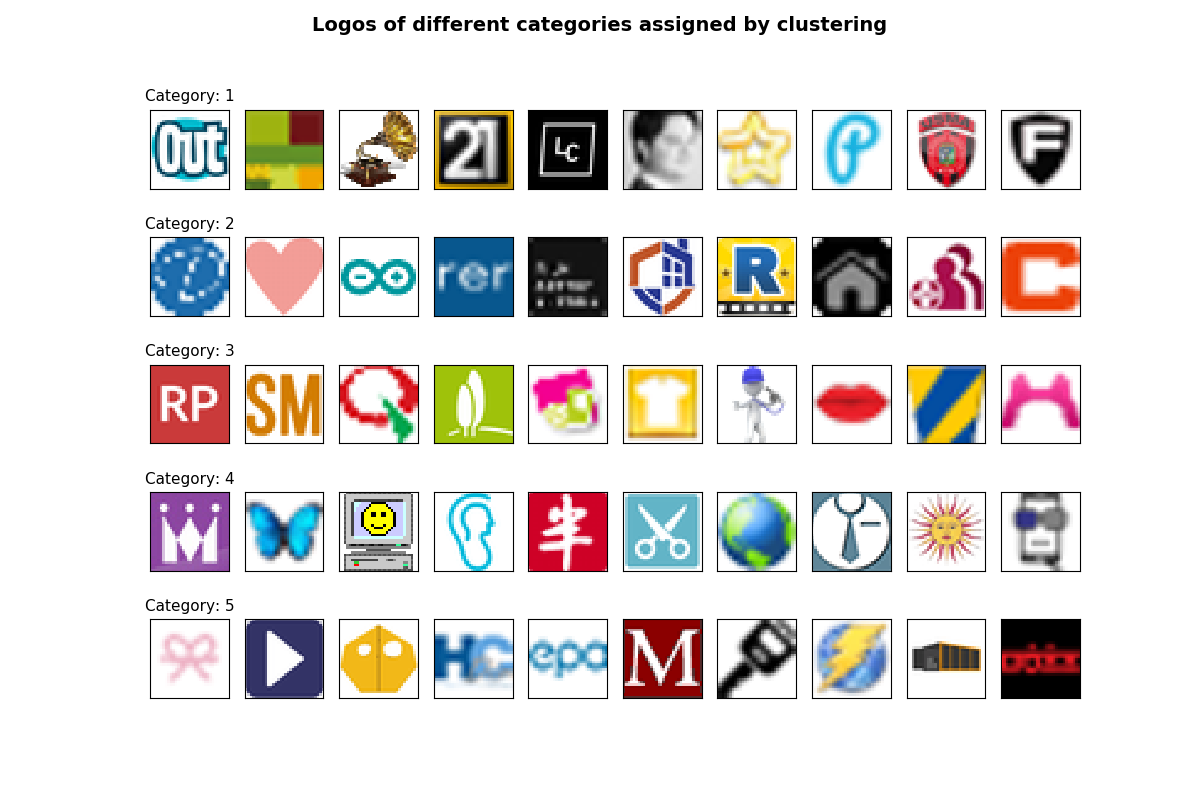 Logos of different categories assigned by clustering
Category: 1
Out
21
LC
P
F
Category: 2
rer
R
C
Category: 3
RP
SM
Category: 4
M
半
Category: 5
HC
epa
M